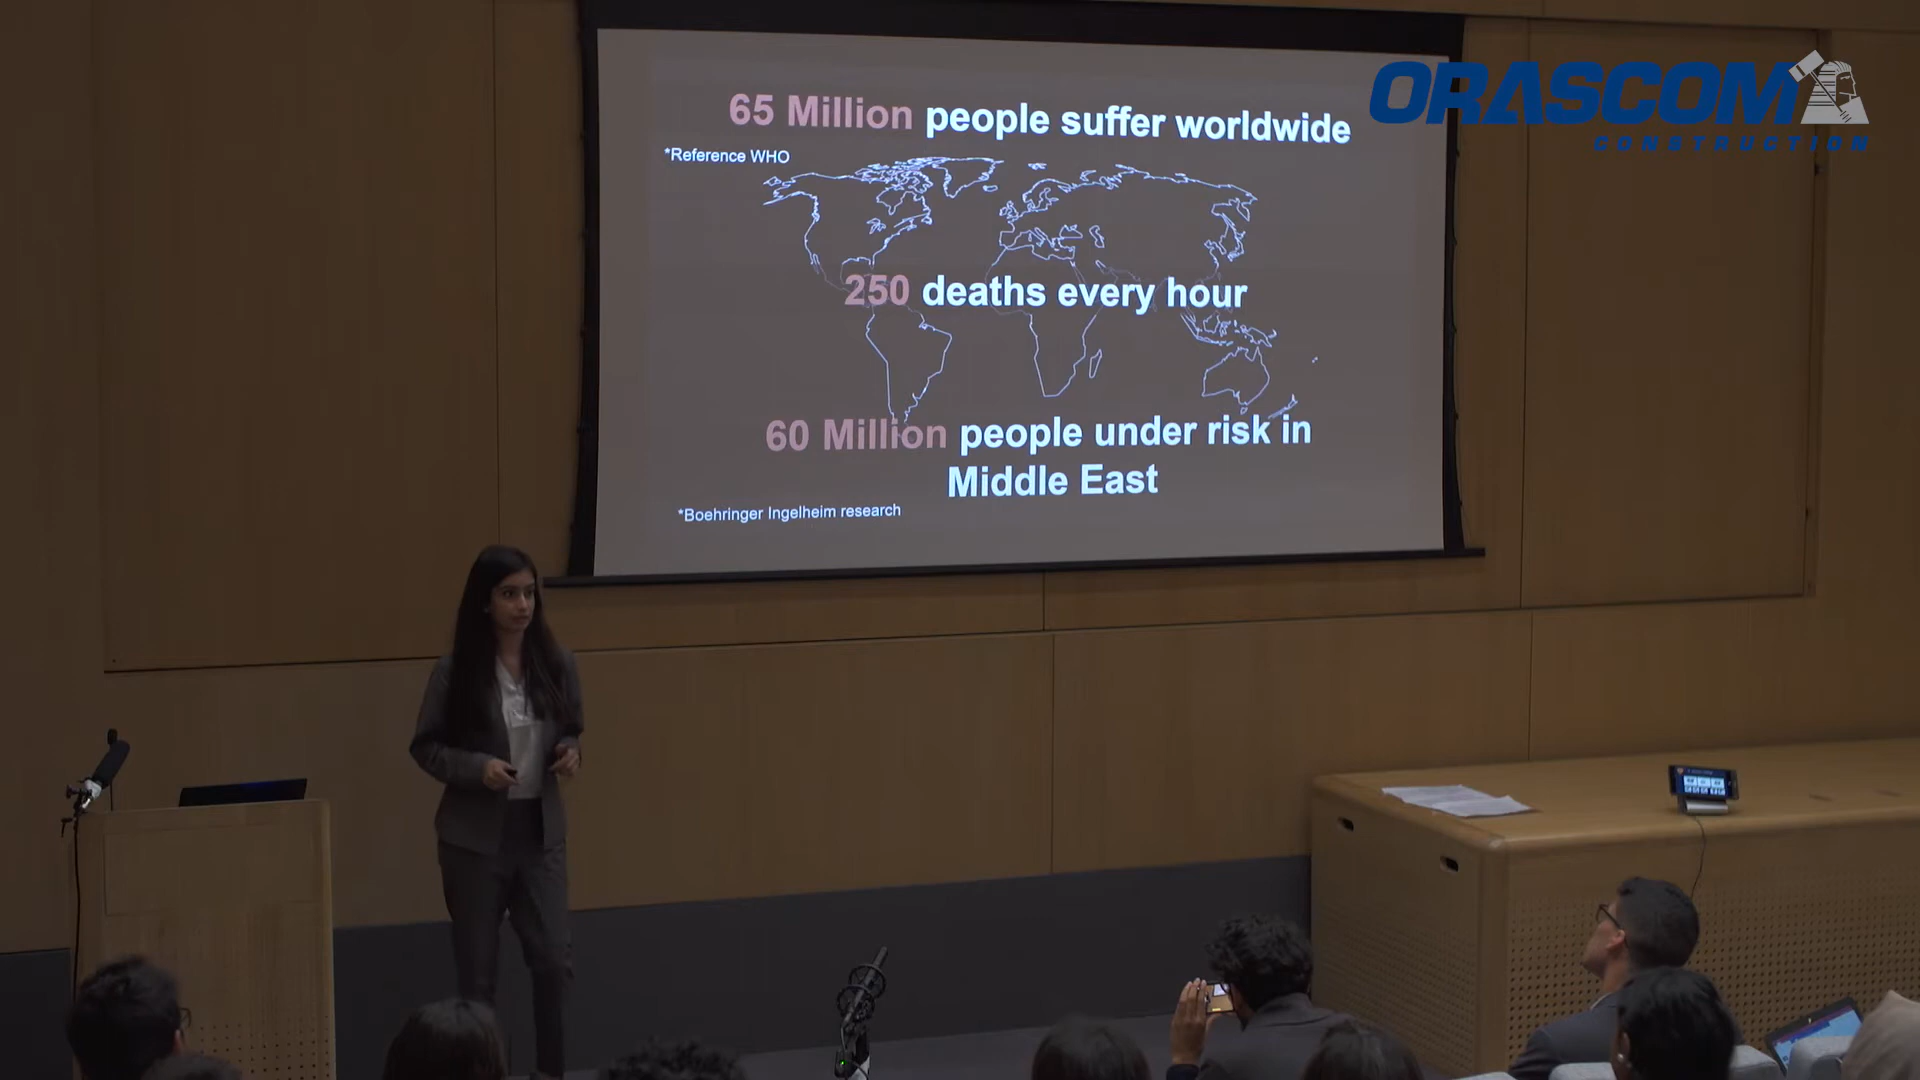 ORASCOM
CONSTRUCTION
65 Million people suffer worldwide
*Reference WHO
250 deaths every hour
60 Million people under risk in
Middle East
*Boehringer Ingelheim research